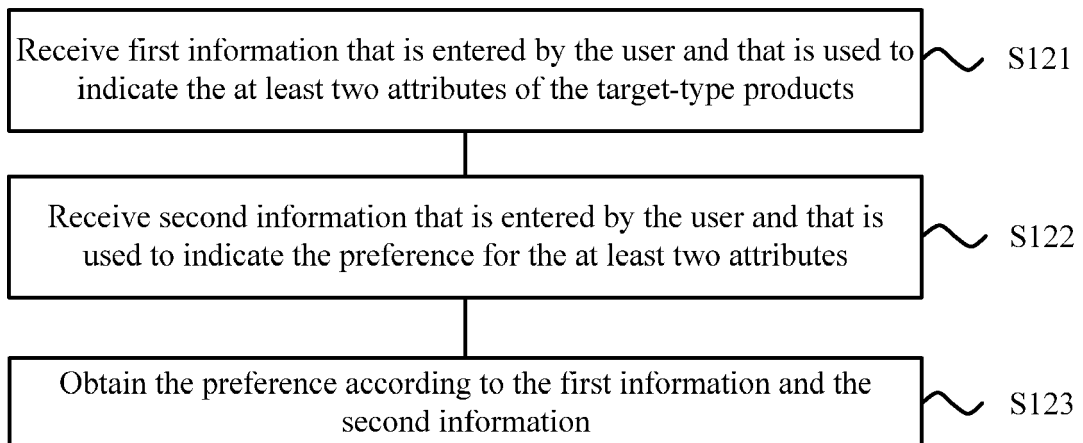 Receive first information that is entered by the user and that is used to
indicate the at least two attributes of the target-type products
S121
Receive second information that is entered by the user and that is
used to indicate the preference for the at least two attributes
S122
Obtain the preference according to the first information and the
second information
S123